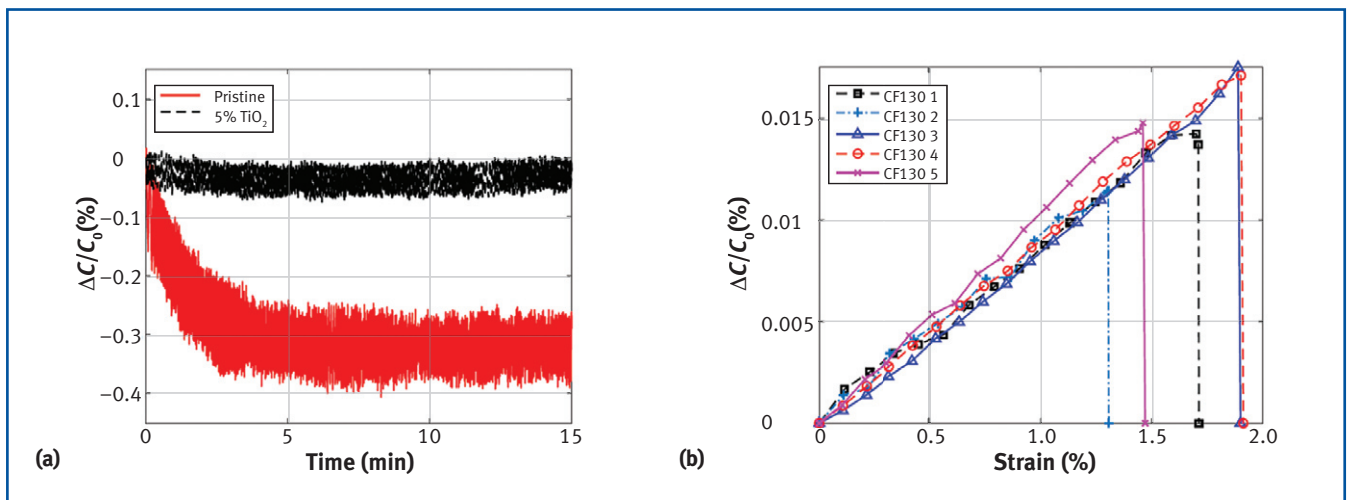 0.1
0
−0.1
−0.2
−0.3
−0.4
ΔC/C₀(%)
Pristine
5% TiO₂
0 5 10 15
Time (min)
(a)
0.015
0.010
0.005
0
ΔC/C₀(%)
CF130 1
CF130 2
CF130 3
CF130 4
CF130 5
0 0.5 1.0 1.5 2.0
Strain (%)
(b)